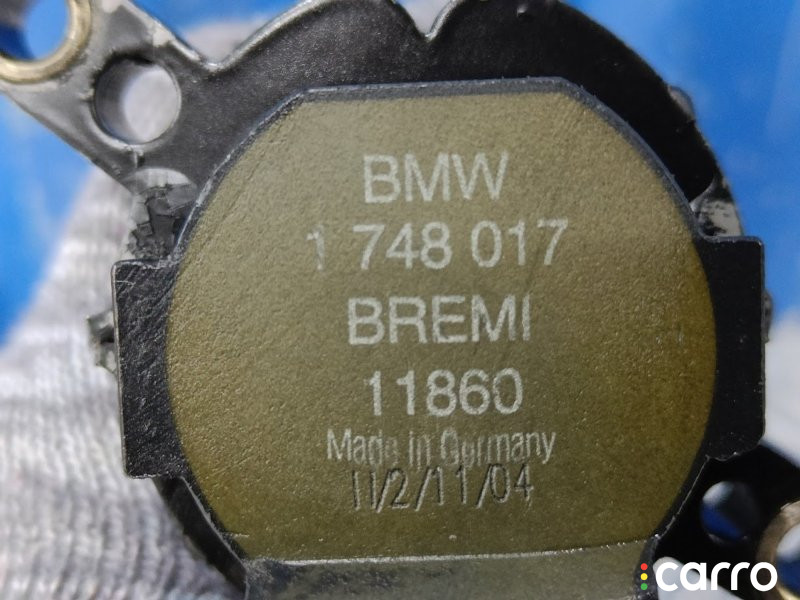 BMW
1 748 017
BREMI
11860
Made in Germany
11/2/11/04
carro